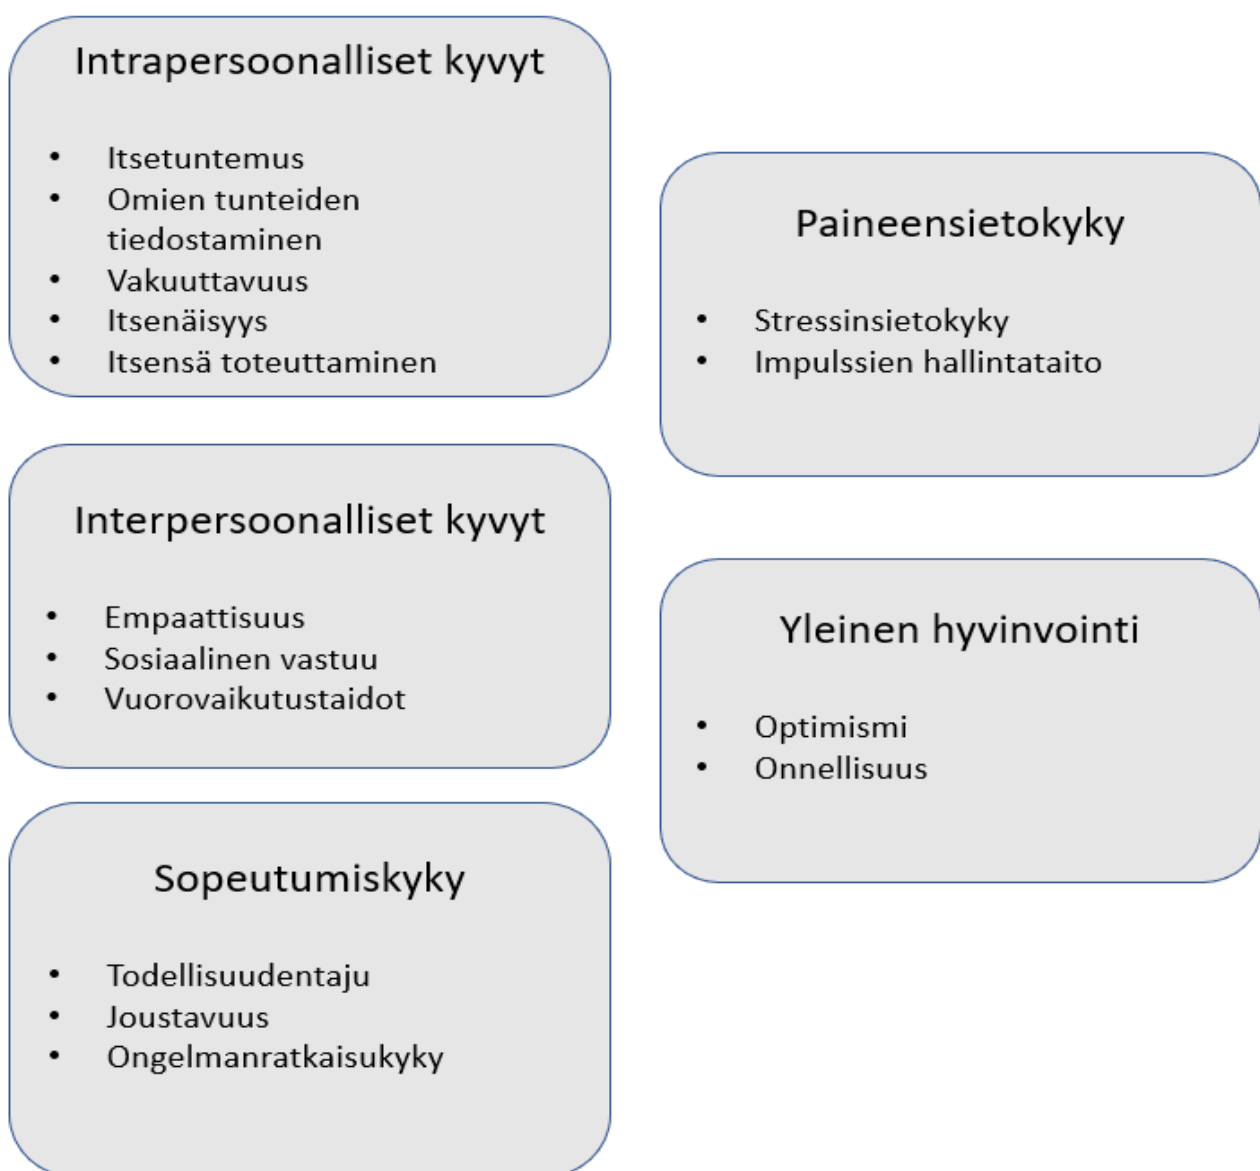 Intrapersoonalliset kyvyt
• Itsetuntemus
• Omien tunteiden
tiedostaminen
• Vakuuttavuus
• Itsenäisyys
• Itsensä toteuttaminen
Interpersoonalliset kyvyt
• Empaattisuus
• Sosiaalinen vastuu
• Vuorovaikutustaidot
Sopeutumiskyky
• Todellisuudentaju
• Joustavuus
• Ongelmanratkaisukyky
Paineensietokyky
• Stressinsietokyky
• Impulssien hallintataito
Yleinen hyvinvointi
• Optimismi
• Onnellisuus